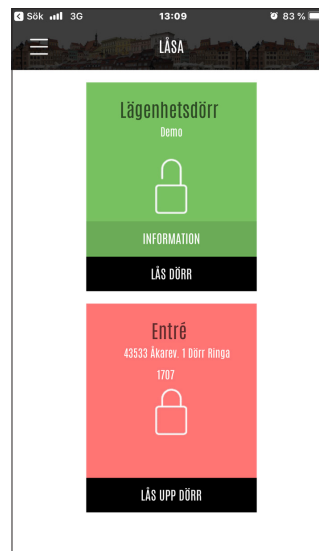 Sök 3G 13:09 83 %
LÅSA
Lägenhetsdörr
Demo
INFORMATION
LÅS DÖRR
Entré
43533 Åkarev. 1 Dörr Ringa
1707
LÅS UPP DÖRR